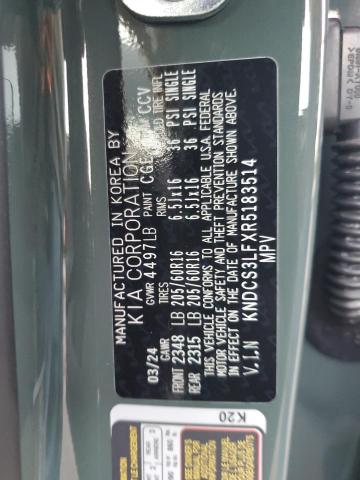 MANUFACTURED IN KOREA BY
KIA CORPORATION
GVWR 4497LB PAINT CGE CCV
03/24 TIRES TIRE INFL
GAWR
FRONT 2348 LB 205/60R16 6.5Jx16 36 PSI SINGLE
REAR 2315 LB 205/60R16 6.5Jx16 36 PSI SINGLE
THIS VEHICLE CONFORMS TO ALL APPLICABLE U.S.A. FEDERAL
MOTOR VEHICLE SAFETY AND THEFT PREVENTION STANDARDS
IN EFFECT ON THE DATE OF MANUFACTURE SHOWN ABOVE.
V.I.N KNDCS3LFXR5183514
MPV
K20